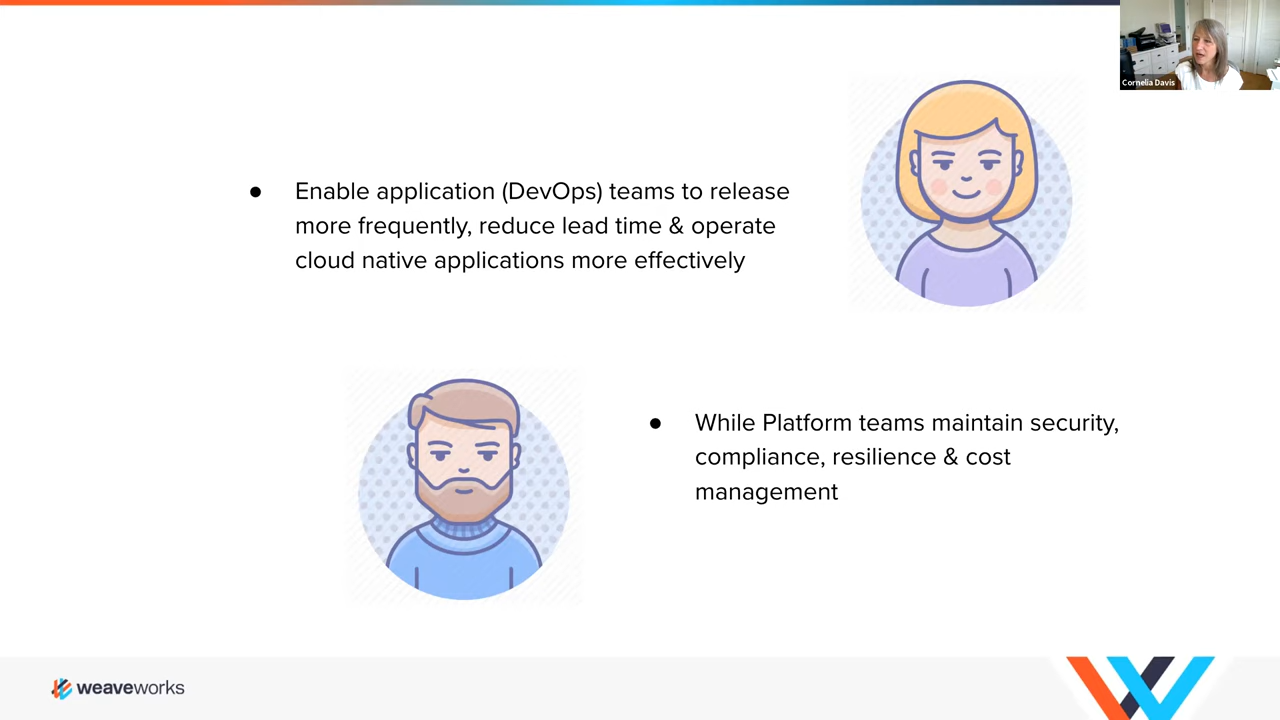 Cornelia Davis
● Enable application (DevOps) teams to release
more frequently, reduce lead time & operate
cloud native applications more effectively
● While Platform teams maintain security,
compliance, resilience & cost
management
weaveworks